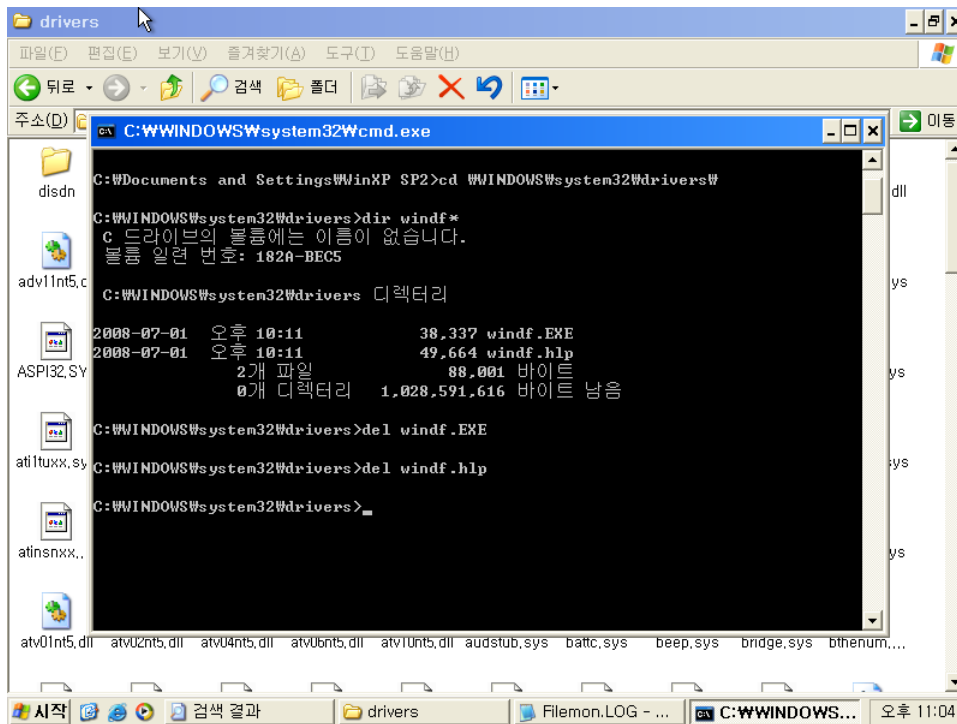 drivers
파일(F) 편집(E) 보기(V) 즐겨찾기(A) 도구(T) 도움말(H)
뒤로 검색 폴더
주소(D) 이동
C:₩WINDOWS₩system32₩cmd.exe
C:₩Documents and Settings₩WinXP SP2>cd ₩WINDOWS₩system32₩drivers₩
C:₩WINDOWS₩system32₩drivers>dir windf*
C 드라이브의 볼륨에는 이름이 없습니다.
볼륨 일련 번호: 182A-BEC5
C:₩WINDOWS₩system32₩drivers 디렉터리
2008-07-01 오후 10:11 38,337 windf.EXE
2008-07-01 오후 10:11 49,664 windf.hlp
2개 파일 88,001 바이트
0개 디렉터리 1,028,591,616 바이트 남음
C:₩WINDOWS₩system32₩drivers>del windf.EXE
C:₩WINDOWS₩system32₩drivers>del windf.hlp
C:₩WINDOWS₩system32₩drivers>_
disdn dll
adv11nt5,c ys
ASPI32,SY ys
ati1tuxx,sy ys
atinsnxx,, ys
atv01nt5,dll atv02nt5,dll atv04nt5,dll atv06nt5,dll atv10nt5,dll audstub,sys battc,sys beep,sys bridge,sys bthenum,...
시작 검색 결과 drivers Filemon.LOG - ... C:₩WINDOWS... 오후 11:04